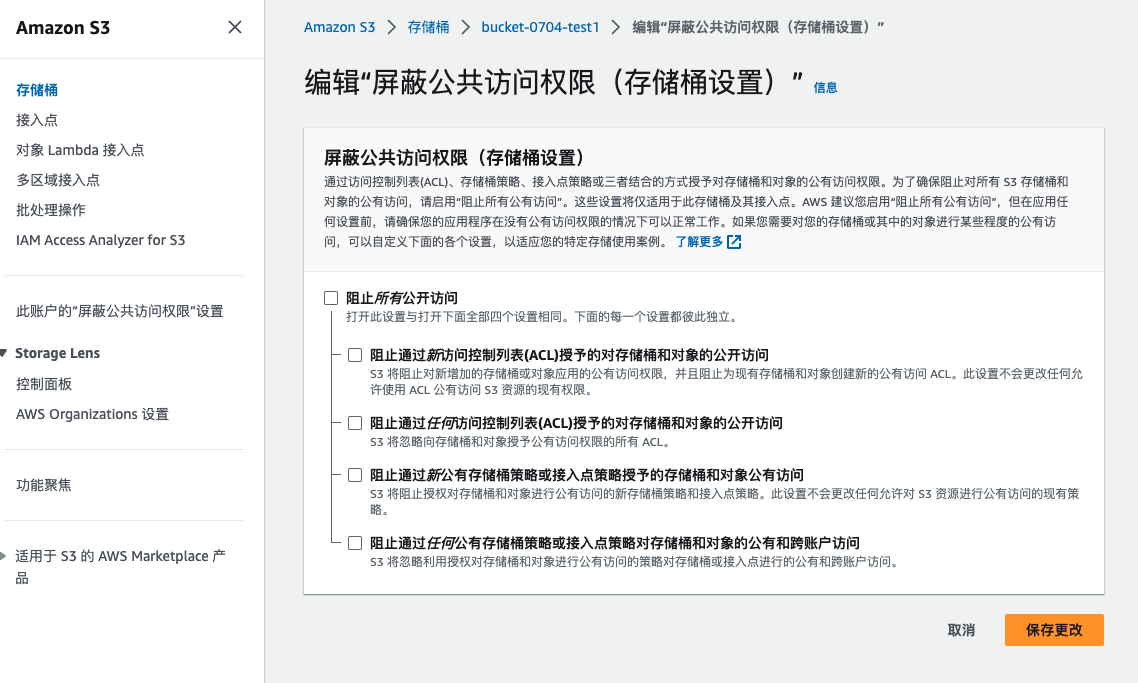 Amazon S3
存储桶
接入点
对象 Lambda 接入点
多区域接入点
批处理操作
IAM Access Analyzer for S3
此账户的“屏蔽公共访问权限”设置
Storage Lens
控制面板
AWS Organizations 设置
功能聚焦
适用于 S3 的 AWS Marketplace 产
品
Amazon S3 > 存储桶 > bucket-0704-test1 > 编辑“屏蔽公共访问权限（存储桶设置）”
编辑“屏蔽公共访问权限（存储桶设置）” 信息
屏蔽公共访问权限（存储桶设置）
通过访问控制列表(ACL)、存储桶策略、接入点策略或三者结合的方式授予对存储桶和对象的公有访问权限。为了确保阻止对所有 S3 存储桶和
对象的公有访问，请启用“阻止所有公有访问”。这些设置将仅适用于此存储桶及其接入点。AWS 建议您启用“阻止所有公有访问”，但在应用任
何设置前，请确保您的应用程序在没有公有访问权限的情况下可以正常工作。如果您需要对您的存储桶或其中的对象进行某些程度的公有访
问，可以自定义下面的各个设置，以适应您的特定存储使用案例。 了解更多
阻止所有公开访问
打开此设置与打开下面全部四个设置相同。下面的每一个设置都彼此独立。
阻止通过新访问控制列表(ACL)授予的对存储桶和对象的公开访问
S3 将阻止对新增加的存储桶或对象应用的公有访问权限，并且阻止为现有存储桶和对象创建新的公有访问 ACL。此设置不会更改任何允
许使用 ACL 公有访问 S3 资源的现有权限。
阻止通过任何访问控制列表(ACL)授予的对存储桶和对象的公开访问
S3 将忽略向存储桶和对象授予公有访问权限的所有 ACL。
阻止通过新公有存储桶策略或接入点策略授予的存储桶和对象公有访问
S3 将阻止授权对存储桶和对象进行公有访问的新存储桶策略和接入点策略。此设置不会更改任何允许对 S3 资源进行公有访问的现有策
略。
阻止通过任何公有存储桶策略或接入点策略对存储桶和对象的公有和跨账户访问
S3 将忽略利用授权对存储桶和对象进行公有访问的策略对存储桶或接入点进行的公有和跨账户访问。
取消
保存更改